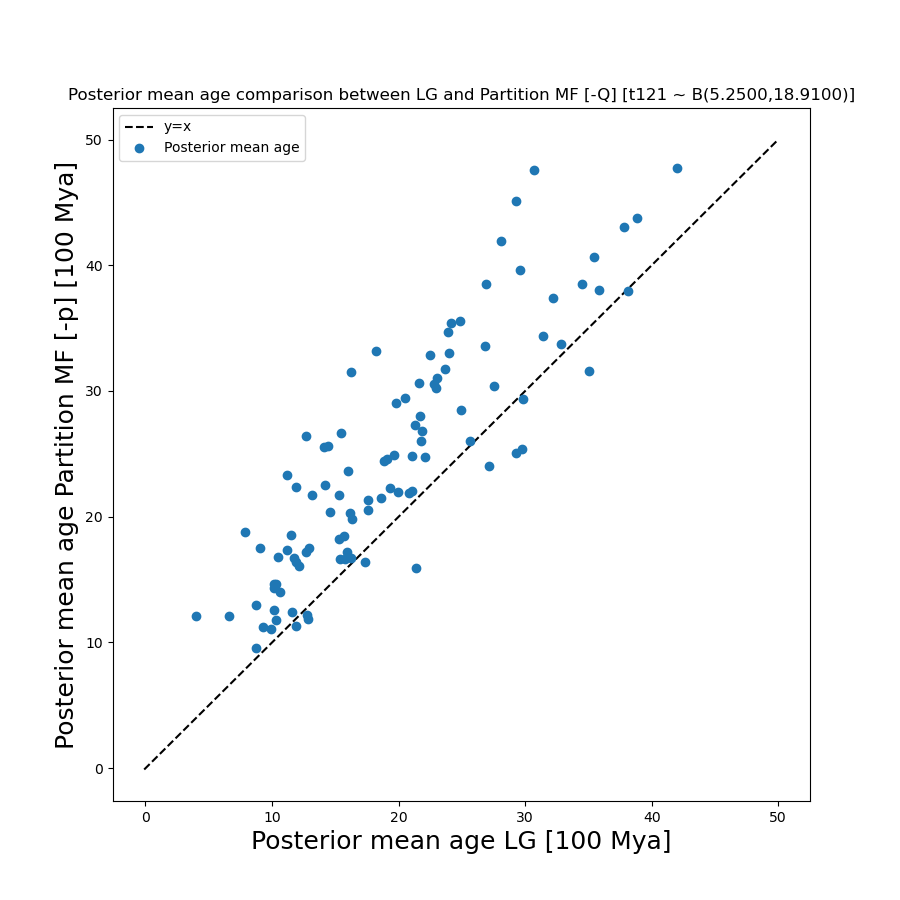 Posterior mean age comparison between LG and Partition MF [-Q] [t121 ~ B(5.2500,18.9100)]
y=x
Posterior mean age
Posterior mean age Partition MF [-p] [100 Mya]
50
40
30
20
10
0
0 10 20 30 40 50
Posterior mean age LG [100 Mya]